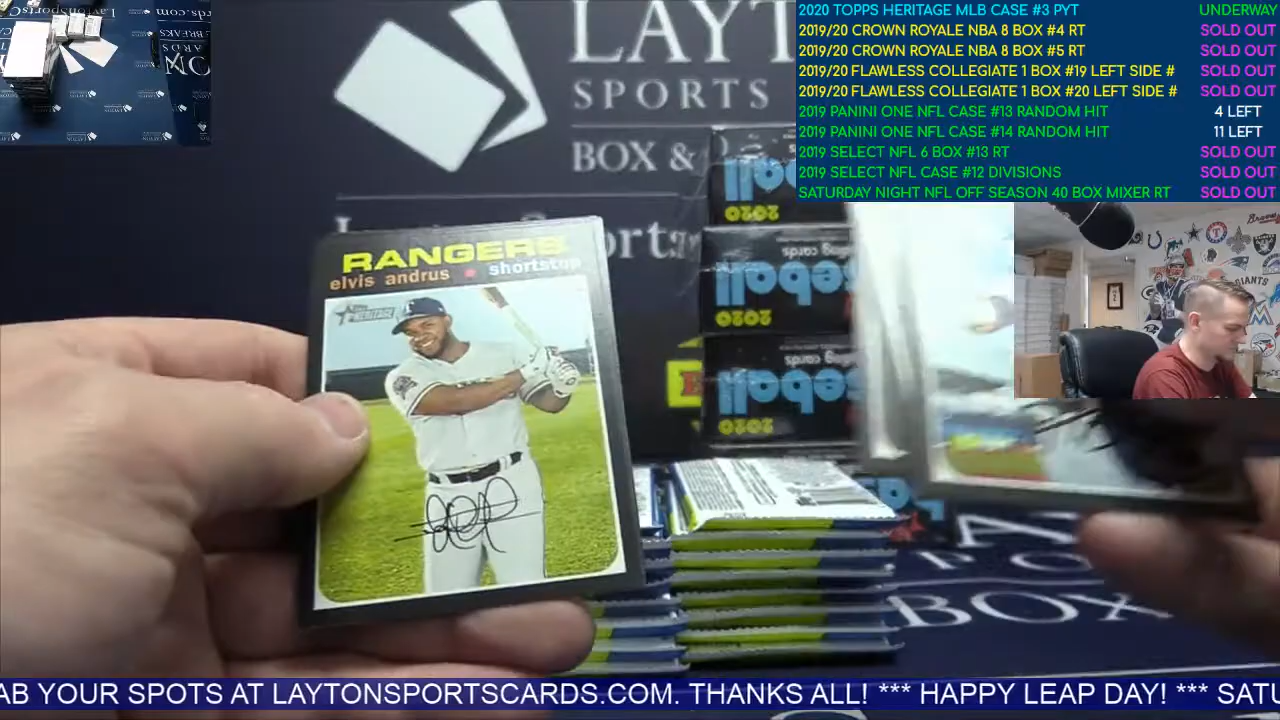 2020 TOPPS HERITAGE MLB CASE #3 PYT UNDERWAY
2019/20 CROWN ROYALE NBA 8 BOX #4 RT SOLD OUT
2019/20 CROWN ROYALE NBA 8 BOX #5 RT SOLD OUT
2019/20 FLAWLESS COLLEGIATE 1 BOX #19 LEFT SIDE # SOLD OUT
2019/20 FLAWLESS COLLEGIATE 1 BOX #20 LEFT SIDE # SOLD OUT
2019 PANINI ONE NFL CASE #13 RANDOM HIT 4 LEFT
2019 PANINI ONE NFL CASE #14 RANDOM HIT 11 LEFT
2019 SELECT NFL 6 BOX #13 RT SOLD OUT
2019 SELECT NFL CASE #12 DIVISIONS SOLD OUT
SATURDAY NIGHT NFL OFF SEASON 40 BOX MIXER RT SOLD OUT
LAYT
SPORTS
BOX &
RANGERS
elvis andrus shortstop
HERITAGE
2020
2020
2020
BOX
AB YOUR SPOTS AT LAYTONSPORTSCARDS.COM. THANKS ALL! *** HAPPY LEAP DAY! *** SATU